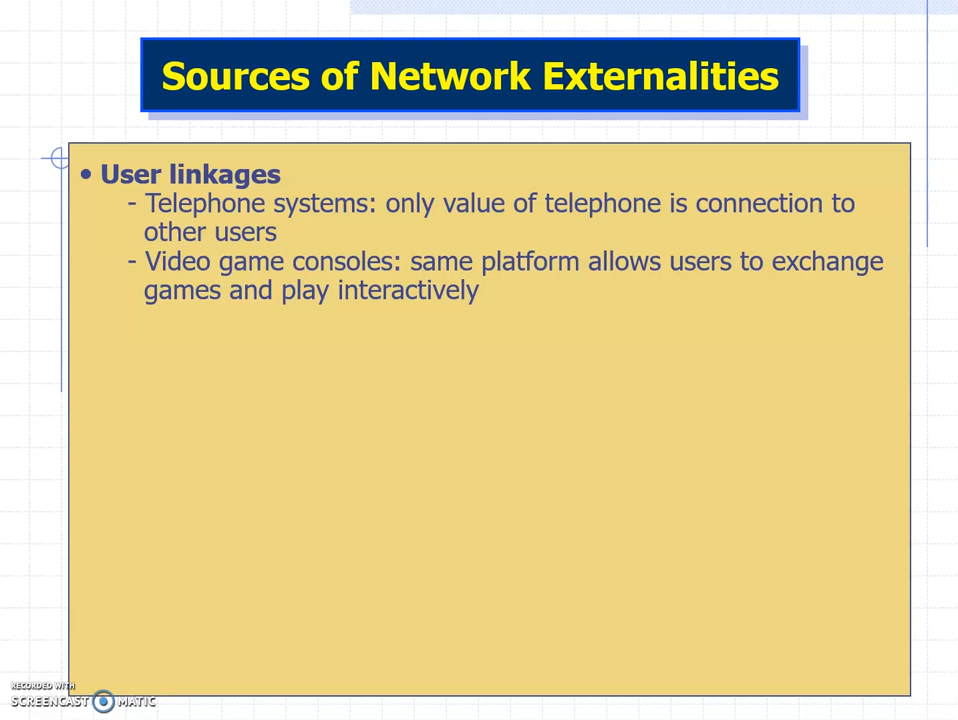 Sources of Network Externalities
• User linkages
- Telephone systems: only value of telephone is connection to
other users
- Video game consoles: same platform allows users to exchange
games and play interactively
RECORDED WITH
SCREENCAST MATIC